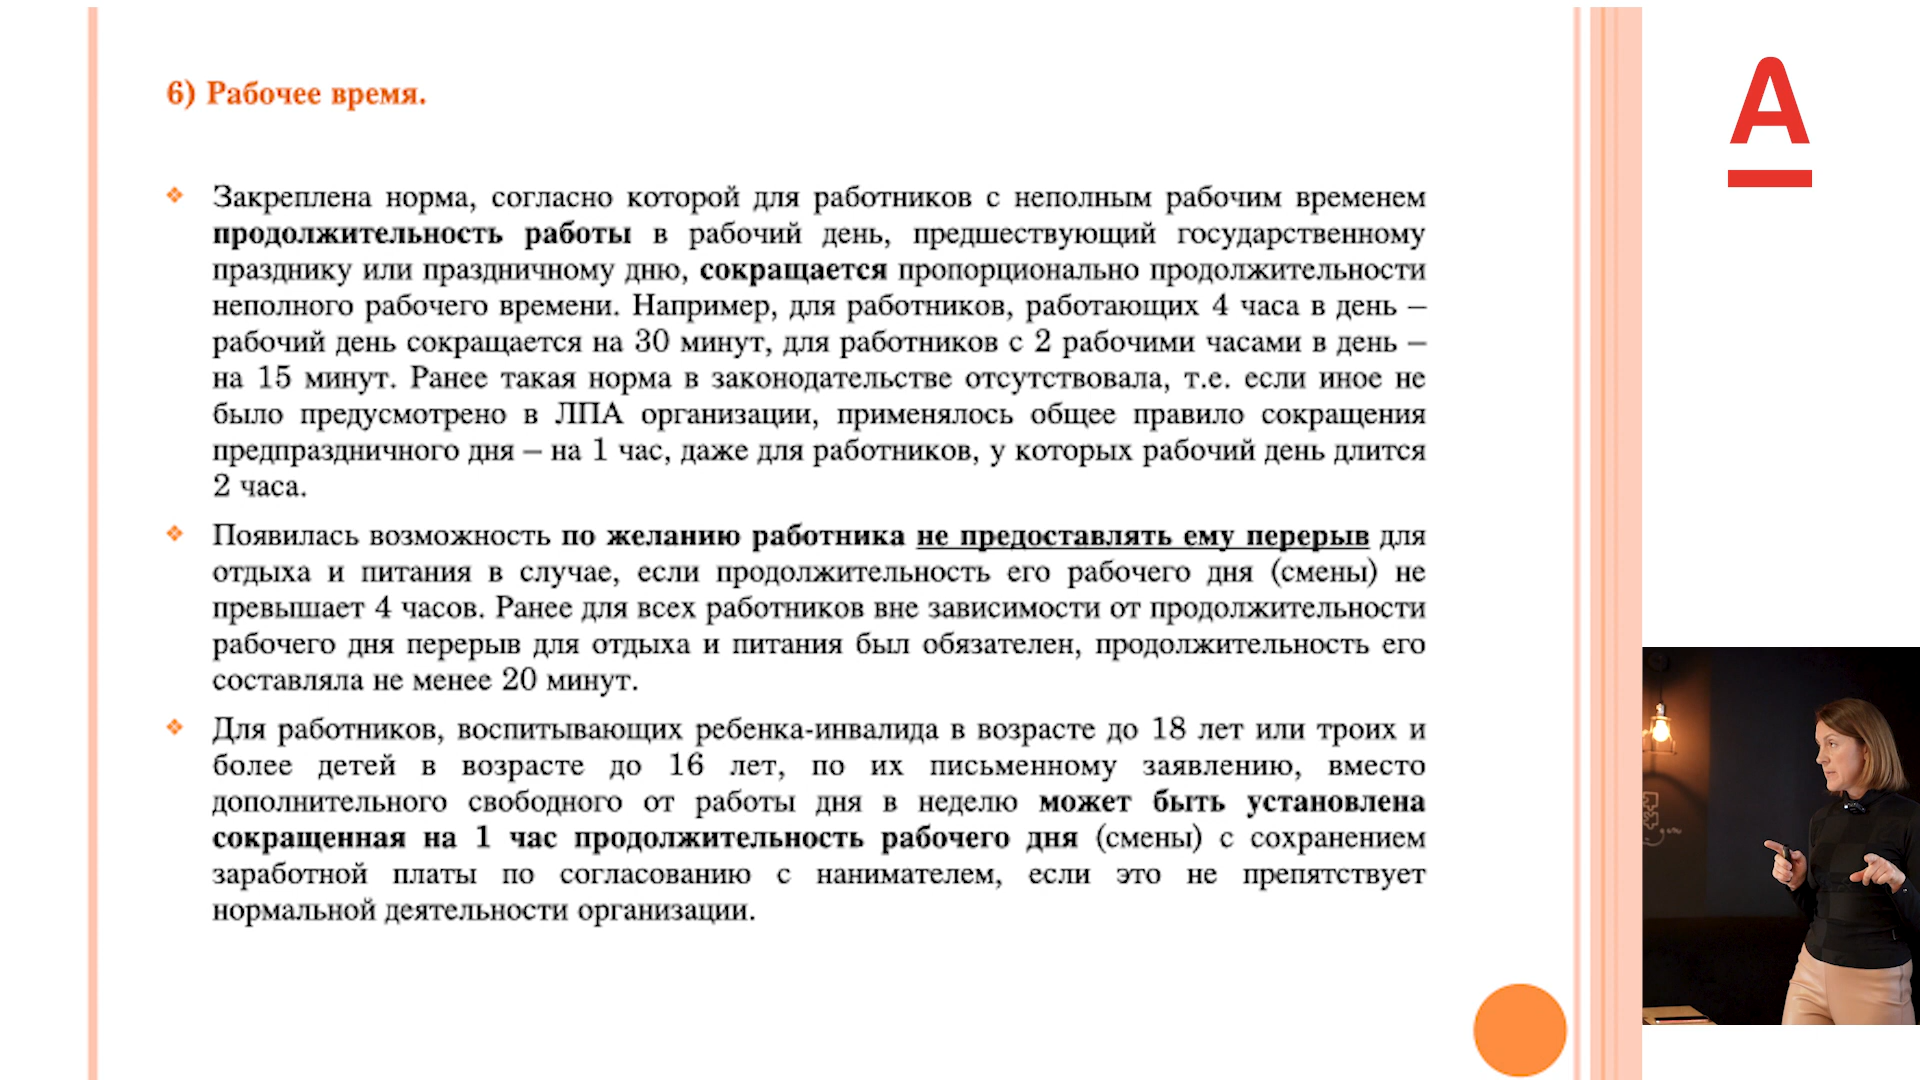 6) Рабочее время.
Закреплена норма, согласно которой для работников с неполным рабочим временем
продолжительность работы в рабочий день, предшествующий государственному
празднику или праздничному дню, сокращается пропорционально продолжительности
неполного рабочего времени. Например, для работников, работающих 4 часа в день –
рабочий день сокращается на 30 минут, для работников с 2 рабочими часами в день –
на 15 минут. Ранее такая норма в законодательстве отсутствовала, т.е. если иное не
было предусмотрено в ЛПА организации, применялось общее правило сокращения
предпраздничного дня – на 1 час, даже для работников, у которых рабочий день длится
2 часа.
Появилась возможность по желанию работника не предоставлять ему перерыв для
отдыха и питания в случае, если продолжительность его рабочего дня (смены) не
превышает 4 часов. Ранее для всех работников вне зависимости от продолжительности
рабочего дня перерыв для отдыха и питания был обязателен, продолжительность его
составляла не менее 20 минут.
Для работников, воспитывающих ребенка-инвалида в возрасте до 18 лет или троих и
более детей в возрасте до 16 лет, по их письменному заявлению, вместо
дополнительного свободного от работы дня в неделю может быть установлена
сокращенная на 1 час продолжительность рабочего дня (смены) с сохранением
заработной платы по согласованию с нанимателем, если это не препятствует
нормальной деятельности организации.
А